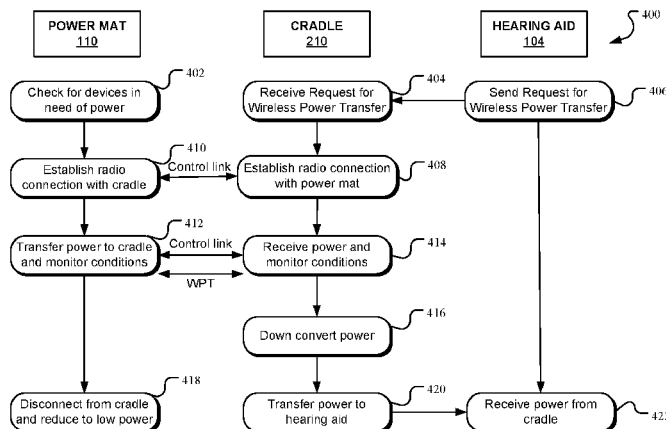 POWER MAT
110
CRADLE
210
HEARING AID
104
400
Check for devices in
need of power
402
Receive Request for
Wireless Power Transfer
404
Send Request for
Wireless Power Transfer
406
Establish radio
connection with cradle
410
Control link
Establish radio connection
with power mat
408
Transfer power to cradle
and monitor conditions
412
Control link
WPT
Receive power and
monitor conditions
414
Down convert power
416
Disconnect from cradle
and reduce to low power
418
Transfer power to
hearing aid
420
Receive power from
cradle